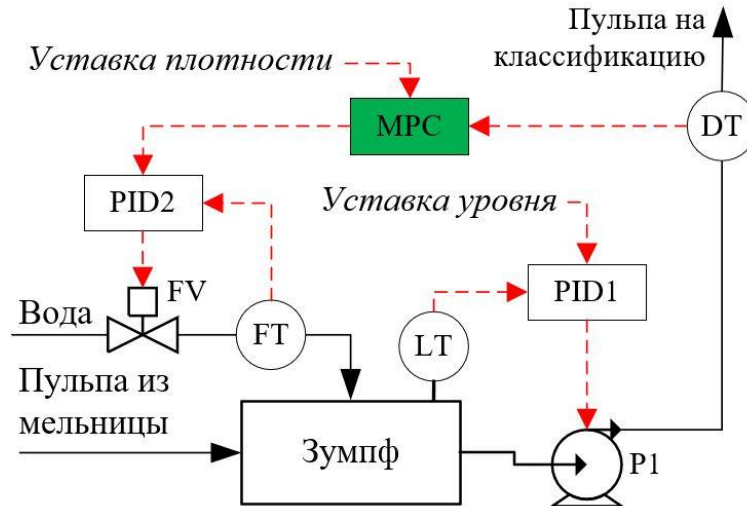 Пульпа на
классификацию
Уставка плотности
MPC
DT
PID2
Уставка уровня
FV
PID1
Вода
FT
LT
Пульпа из
мельницы
Зумпф
P1